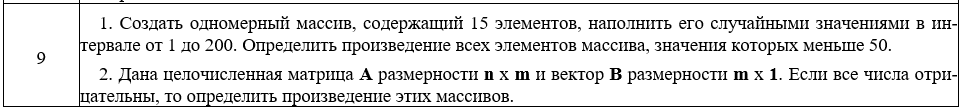 9
1. Создать одномерный массив, содержащий 15 элементов, наполнить его случайными значениями в ин-
тервале от 1 до 200. Определить произведение всех элементов массива, значения которых меньше 50.
2. Дана целочисленная матрица A размерности n x m и вектор B размерности m x 1. Если все числа отри-
цательны, то определить произведение этих массивов.